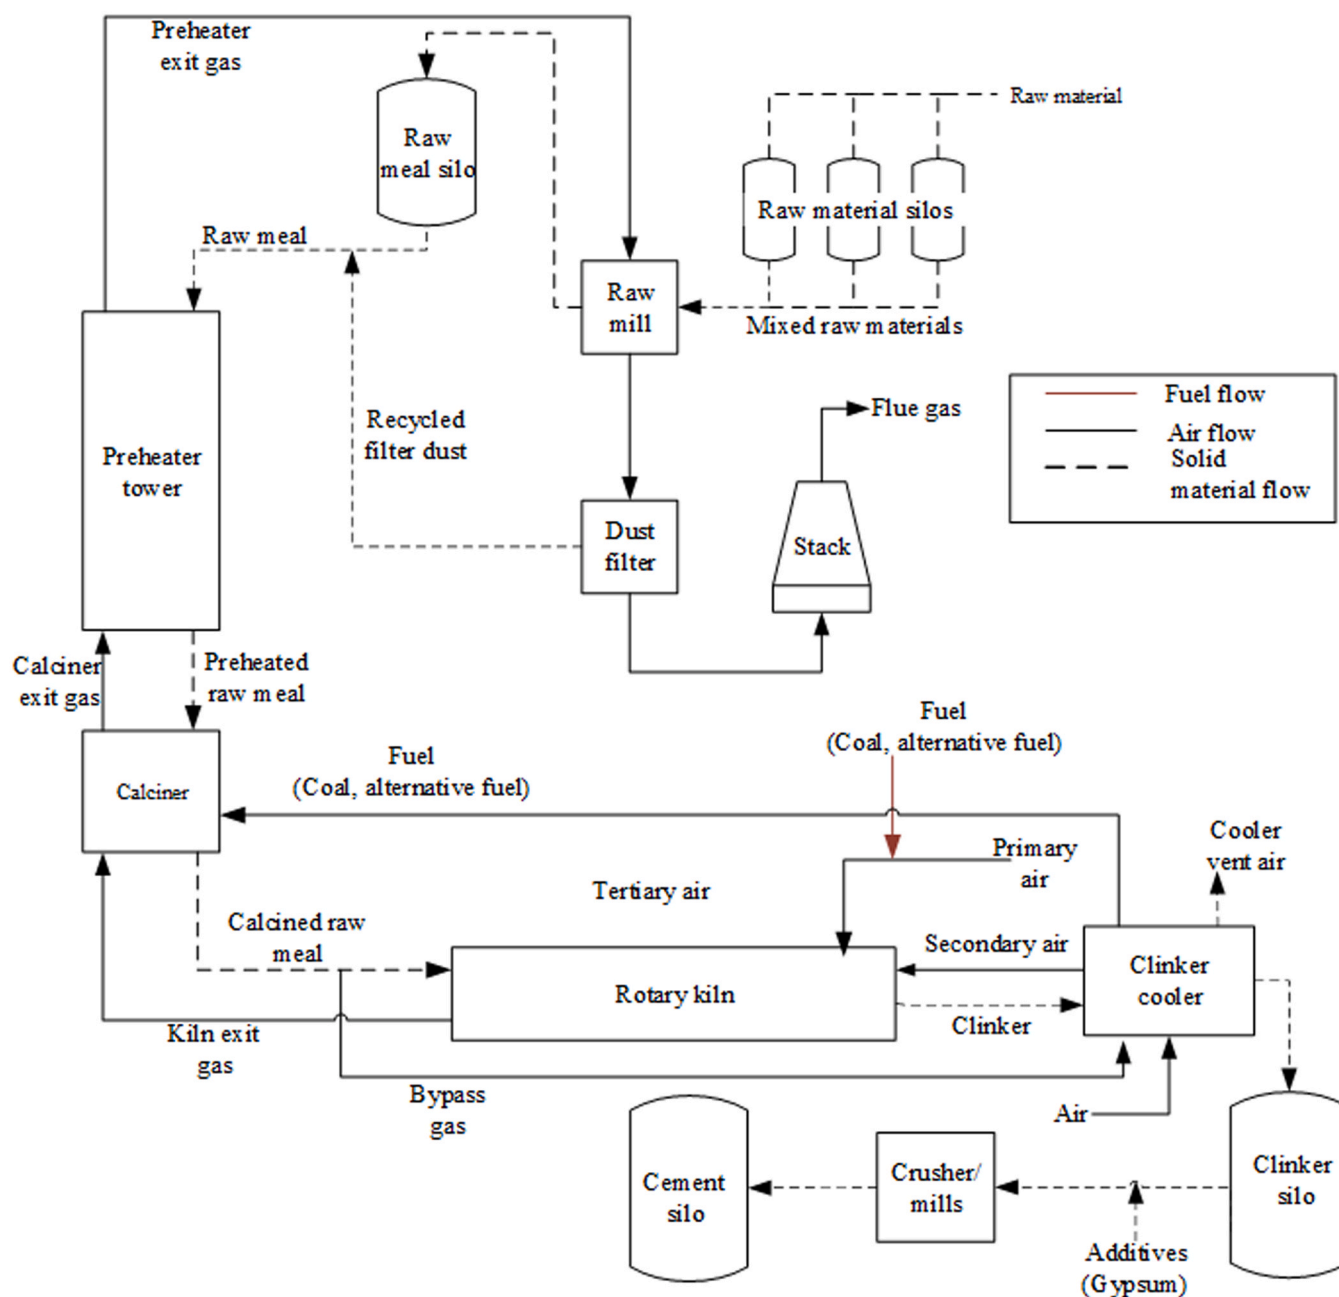 Preheater
exit gas
Raw
meal silo
Raw material
Raw material silos
Raw meal
Raw
mill
Mixed raw materials
Fuel flow
Air flow
Solid
material flow
Flue gas
Recycled
filter dust
Preheater
tower
Dust
filter
Stack
Calciner
exit gas
Preheated
raw meal
Fuel
(Coal, alternative fuel)
Fuel
(Coal, alternative fuel)
Calciner
Cooler
vent air
Primary
air
Tertiary air
Calcined raw
meal
Secondary air
Clinker
cooler
Rotary kiln
Clinker
Kiln exit
gas
Bypass
gas
Air
Cement
silo
Crusher/
mills
Clinker
silo
Additives
(Gypsum)